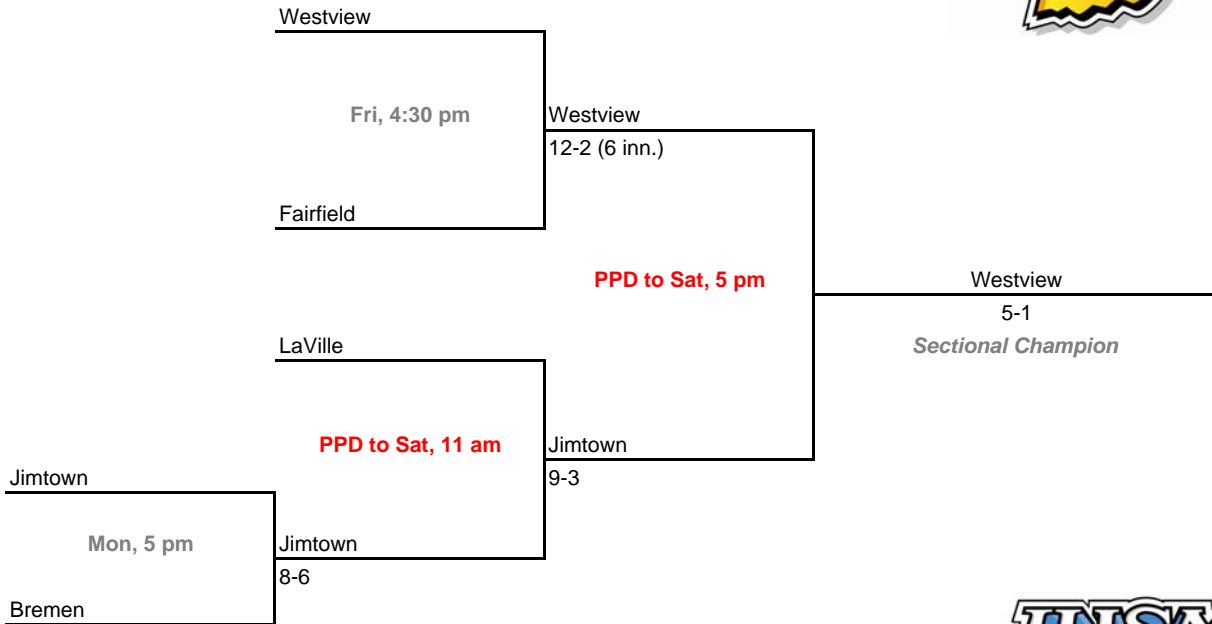 Westview
Fri, 4:30 pm
Westview
12-2 (6 inn.)
Fairfield
PPD to Sat, 5 pm
Westview
5-1
Sectional Champion
LaVille
PPD to Sat, 11 am
Jimtown
9-3
Jimtown
Mon, 5 pm
Jimtown
8-6
Bremen